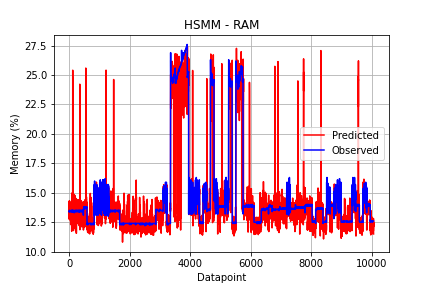 HSMM - RAM
27.5
25.0
22.5
20.0
17.5
15.0
12.5
10.0
Memory (%)
Predicted
Observed
0 2000 4000 6000 8000 10000
Datapoint